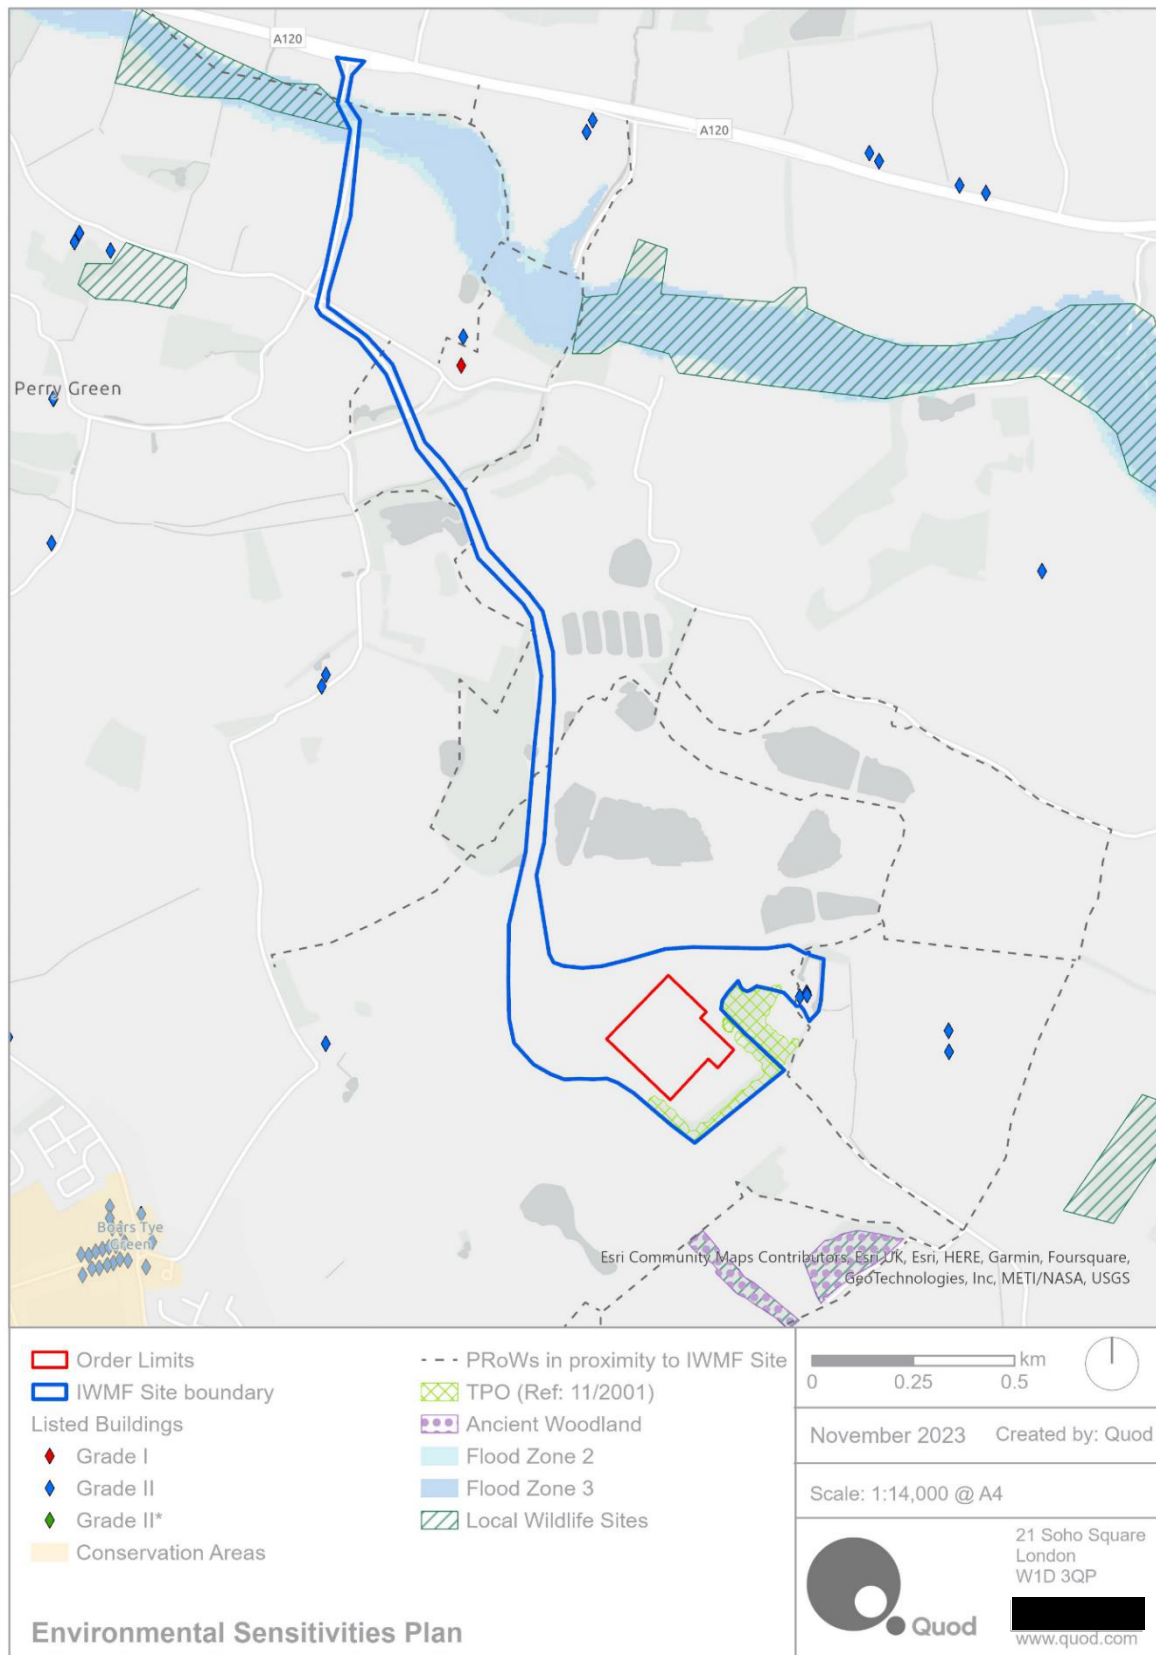 A120
A120
Perry Green
Boars Tye
Green
Esri Community Maps Contributors, Esri UK, Esri, HERE, Garmin, Foursquare,
GeoTechnologies, Inc, METI/NASA, USGS
Order Limits
IWMF Site boundary
Listed Buildings
Grade I
Grade II
Grade II*
Conservation Areas
PRoWs in proximity to IWMF Site
TPO (Ref: 11/2001)
Ancient Woodland
Flood Zone 2
Flood Zone 3
Local Wildlife Sites
Environmental Sensitivities Plan
km
0 0.25 0.5
November 2023 Created by: Quod
Scale: 1:14,000 @ A4
Quod
21 Soho Square
London
W1D 3QP
www.quod.com